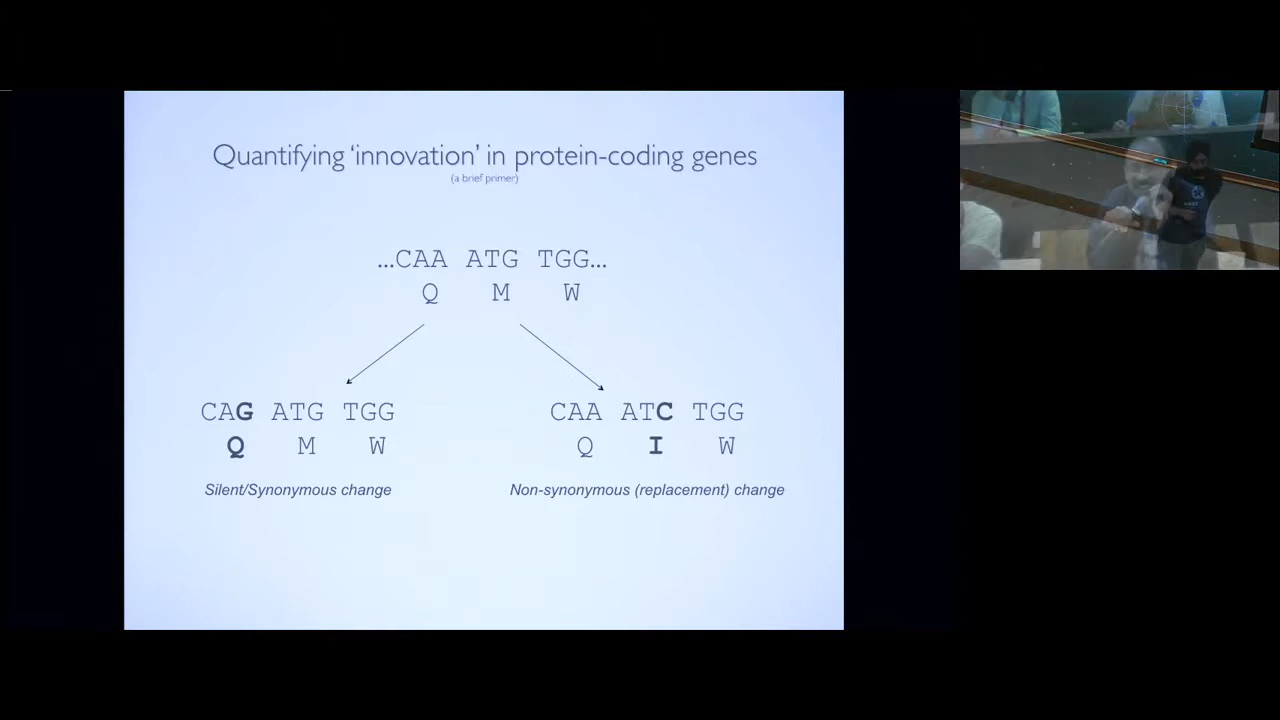 Quantifying ‘innovation’ in protein-coding genes
(a brief primer)
...CAA ATG TGG...
Q M W
CAG ATG TGG
Q M W
Silent/Synonymous change
CAA ATC TGG
Q I W
Non-synonymous (replacement) change